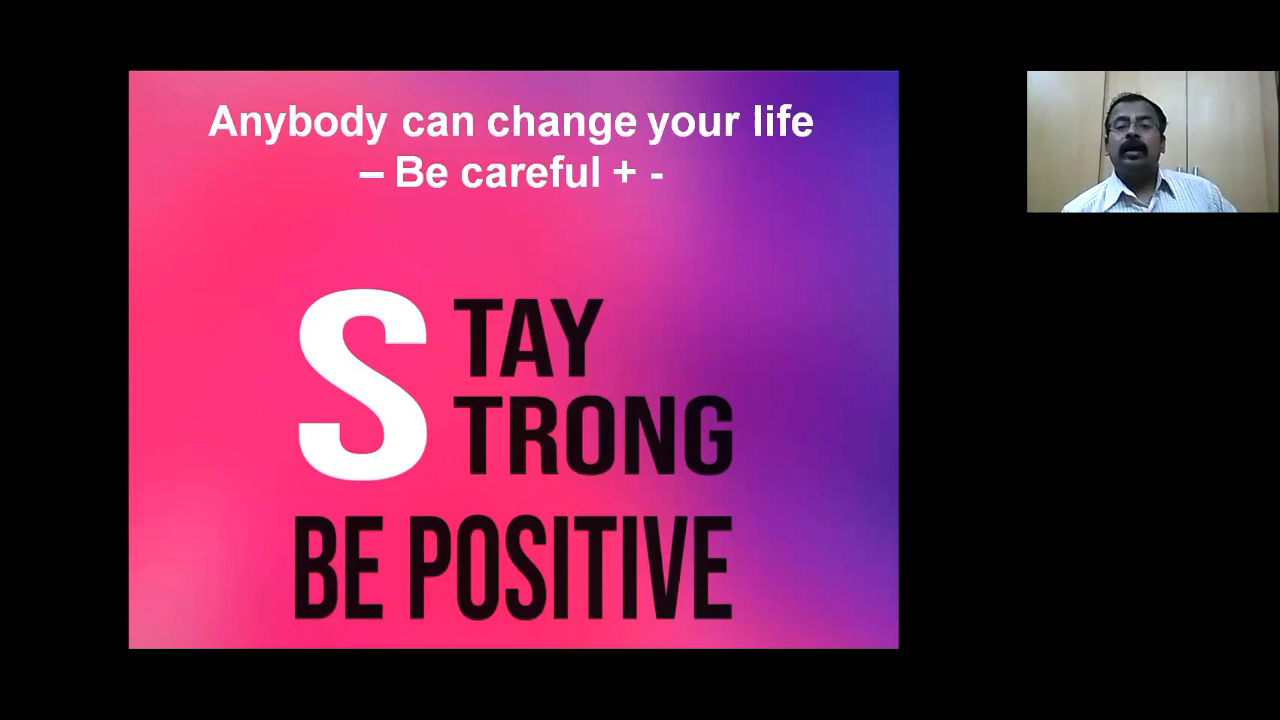 Anybody can change your life
– Be careful + -
STAY
STRONG
BE POSITIVE